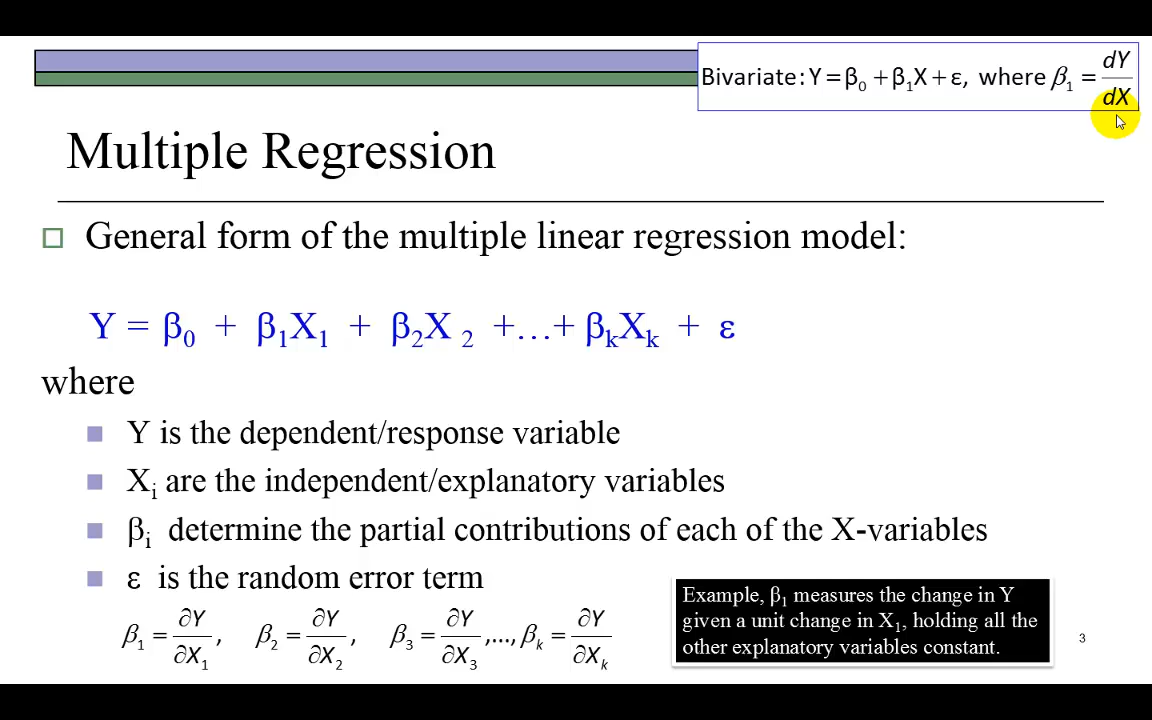 Bivariate: Y = β₀ + β₁X + ε, where β₁ = dY/dX
Multiple Regression
General form of the multiple linear regression model:
Y = β₀ + β₁X₁ + β₂X ₂ +…+ βₖXₖ + ε
where
Y is the dependent/response variable
Xᵢ are the independent/explanatory variables
βᵢ determine the partial contributions of each of the X-variables
ε is the random error term
β₁ = ∂Y/∂X₁, β₂ = ∂Y/∂X₂, β₃ = ∂Y/∂X₃,..., βₖ = ∂Y/∂Xₖ
Example, β₁ measures the change in Y
given a unit change in X₁, holding all the
other explanatory variables constant.
3